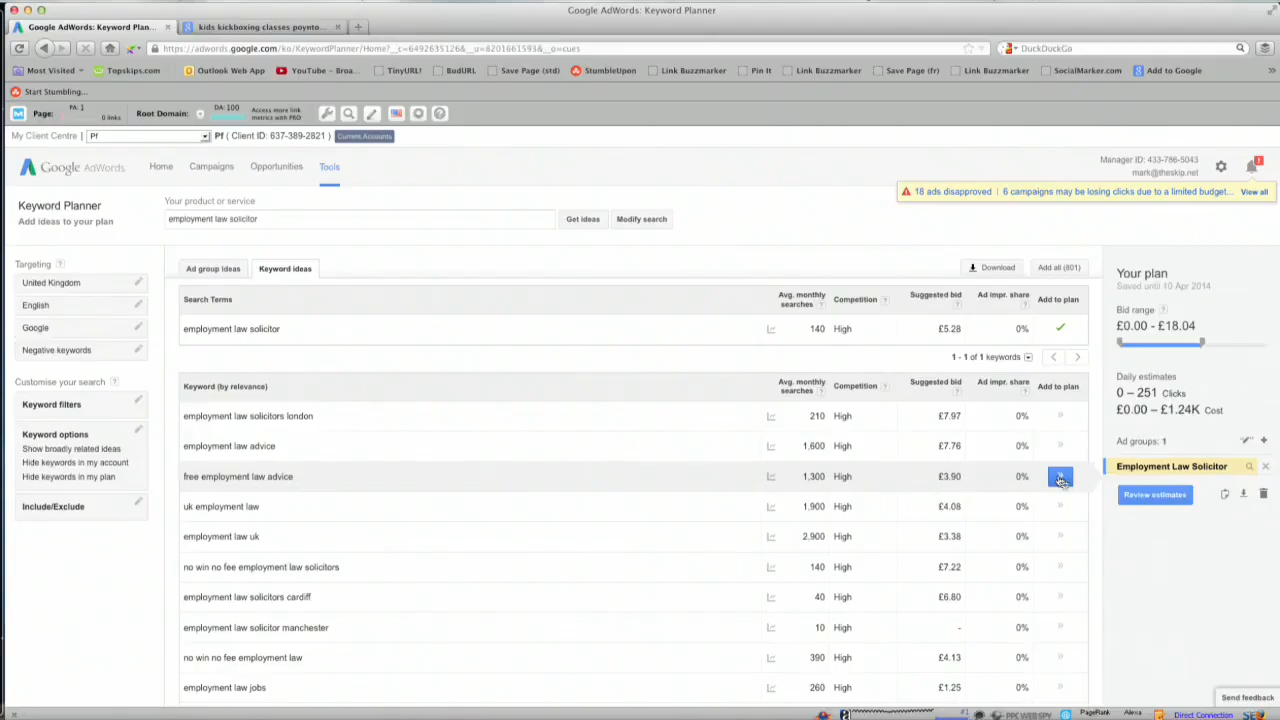 Google AdWords: Keyword Planner
Google AdWords: Keyword Plan...
kids kickboxing classes poynto...
https://adwords.google.com/ko/KeywordPlanner/Home?__c=6492635126&__u=8201661593&__o=cues
DuckDuckGo
Most Visited
Topskips.com
Outlook Web App
YouTube - Broa...
TinyURL!
BudURL
Save Page (std)
StumbleUpon
Link Buzzmarker
Pin It
Link Buzzmarker
Save Page (fr)
Link Buzzmarker
SocialMarker.com
Add to Google
Start Stumbling...
Page:
PA: 1
0 links
Root Domain:
DA: 100
Access more link
metrics with PRO
My Client Centre |
Pf
Pf ( Client ID: 637-389-2821 )
Current Accounts
Google AdWords
Home
Campaigns
Opportunities
Tools
Manager ID: 433-786-5043
mark@theskip.net
18 ads disapproved | 6 campaigns may be losing clicks due to a limited budget... View all
Keyword Planner
Add ideas to your plan
Your product or service
employment law solicitor
Get ideas
Modify search
Targeting ?
United Kingdom
English
Google
Negative keywords
Customise your search ?
Keyword filters
Keyword options
Show broadly related ideas
Hide keywords in my account
Hide keywords in my plan
Include/Exclude
Ad group ideas
Keyword ideas
Download
Add all (801)
Search Terms
Avg. monthly
searches ?
Competition ?
Suggested bid
?
Ad impr. share
?
Add to plan
employment law solicitor 140 High £5.28 0%
1 - 1 of 1 keywords
Keyword (by relevance)
Avg. monthly
searches ?
Competition ?
Suggested bid
?
Ad impr. share
?
Add to plan
employment law solicitors london 210 High £7.97 0% »
employment law advice 1,600 High £7.76 0% »
free employment law advice 1,300 High £3.90 0% »
uk employment law 1,900 High £4.08 0% »
employment law uk 2,900 High £3.38 0% »
no win no fee employment law solicitors 140 High £7.22 0% »
employment law solicitors cardiff 40 High £6.80 0% »
employment law solicitor manchester 10 High - 0% »
no win no fee employment law 390 High £4.13 0% »
employment law jobs 260 High £1.25 0% »
Your plan
Saved until 10 Apr 2014
Bid range ?
£0.00 - £18.04
Daily estimates
0 – 251 Clicks
£0.00 – £1.24K Cost
Ad groups: 1
Employment Law Solicitor
Review estimates
Send feedback
PPC WEB SPY
PageRank
Alexa
Direct Connection